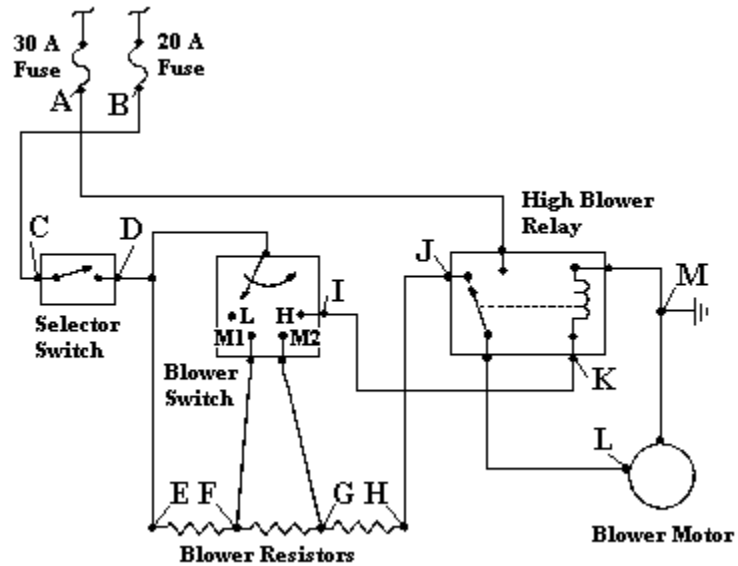 30 A
Fuse
20 A
Fuse
A
B
C
D
Selector
Switch
High Blower
Relay
J
I
M
L
H
M1
M2
Blower
Switch
K
L
E
F
G
H
Blower Resistors
Blower Motor